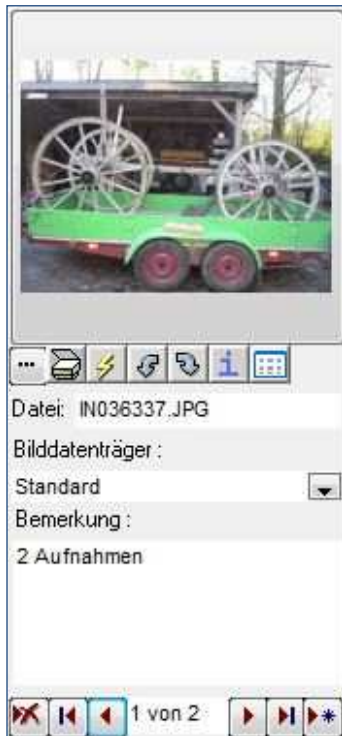 Datei: IN036337.JPG
Bilddatenträger :
Standard
Bemerkung :
2 Aufnahmen
1 von 2